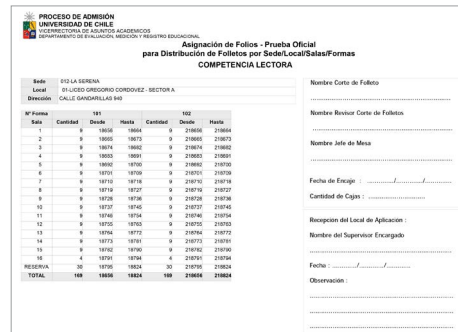 PROCESO DE ADMISIÓN
UNIVERSIDAD DE CHILE
VICERRECTORIA DE ASUNTOS ACADEMICOS
DEPARTAMENTO DE EVALUACIÓN, MEDICIÓN Y REGISTRO EDUCACIONAL
Asignación de Folios - Prueba Oficial
para Distribución de Folletos por Sede/Local/Salas/Formas
COMPETENCIA LECTORA
Sede 012-LA SERENA
Local 01-LICEO GREGORIO CORDOVEZ - SECTOR A
Dirección CALLE GANDARILLAS 940
N° Forma 101 102
Sala Cantidad Desde Hasta Cantidad Desde Hasta
1 9 18656 18664 9 218656 218664
2 9 18665 18673 9 218665 218673
3 9 18674 18682 9 218674 218682
4 9 18683 18691 9 218683 218691
5 9 18692 18700 9 218692 218700
6 9 18701 18709 9 218701 218709
7 9 18710 18718 9 218710 218718
8 9 18719 18727 9 218719 218727
9 9 18728 18736 9 218728 218736
10 9 18737 18745 9 218737 218745
11 9 18746 18754 9 218746 218754
12 9 18755 18763 9 218755 218763
13 9 18764 18772 9 218764 218772
14 9 18773 18781 9 218773 218781
15 9 18782 18790 9 218782 218790
16 4 18791 18794 4 218791 218794
RESERVA 30 18795 18824 30 218795 218824
TOTAL 169 18656 18824 169 218656 218824
Nombre Corte de Folleto
Nombre Revisor Corte de Folletos
Nombre Jefe de Mesa
Fecha de Encaje : ............/............/............
Cantidad de Cajas : ........................
Recepcion del Local de Aplicación :
Nombre del Supervisor Encargado
Fecha : ............/............/............
Observación :